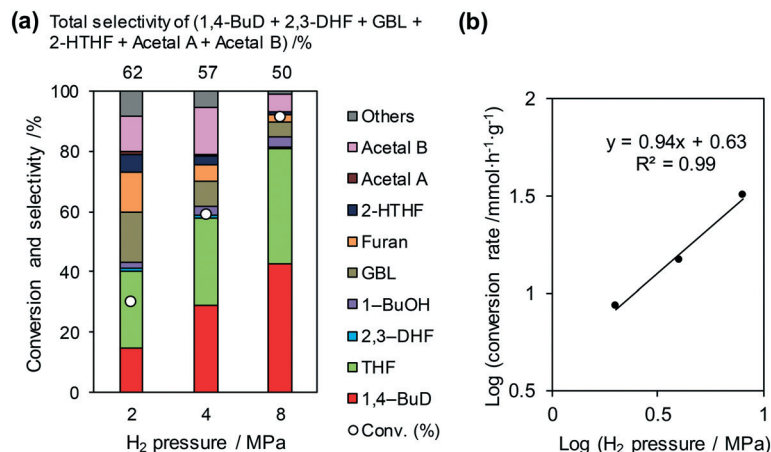 (a) Total selectivity of (1,4-BuD + 2,3-DHF + GBL +
2-HTHF + Acetal A + Acetal B) /%
62 57 50
100
80
60
40
20
0
Conversion and selectivity /%
2 4 8
H₂ pressure / MPa
Others
Acetal B
Acetal A
2-HTHF
Furan
GBL
1–BuOH
2,3–DHF
THF
1,4–BuD
Conv. (%)
(b)
2
1.5
1
0.5
Log (conversion rate /mmol·h⁻¹·g⁻¹)
y = 0.94x + 0.63
R² = 0.99
0 0.5 1
Log (H₂ pressure / MPa)